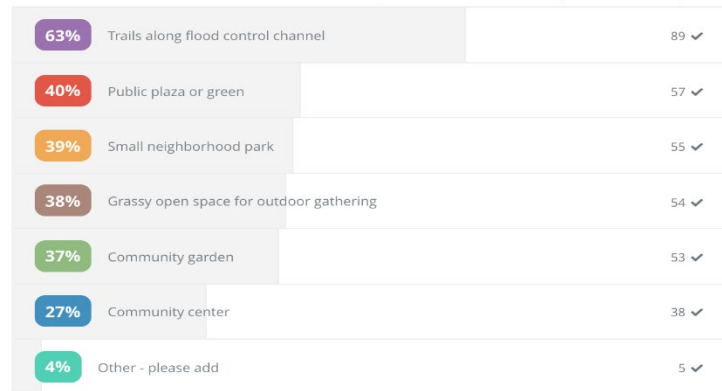 63% Trails along flood control channel 89 ✓
40% Public plaza or green 57 ✓
39% Small neighborhood park 55 ✓
38% Grassy open space for outdoor gathering 54 ✓
37% Community garden 53 ✓
27% Community center 38 ✓
4% Other - please add 5 ✓